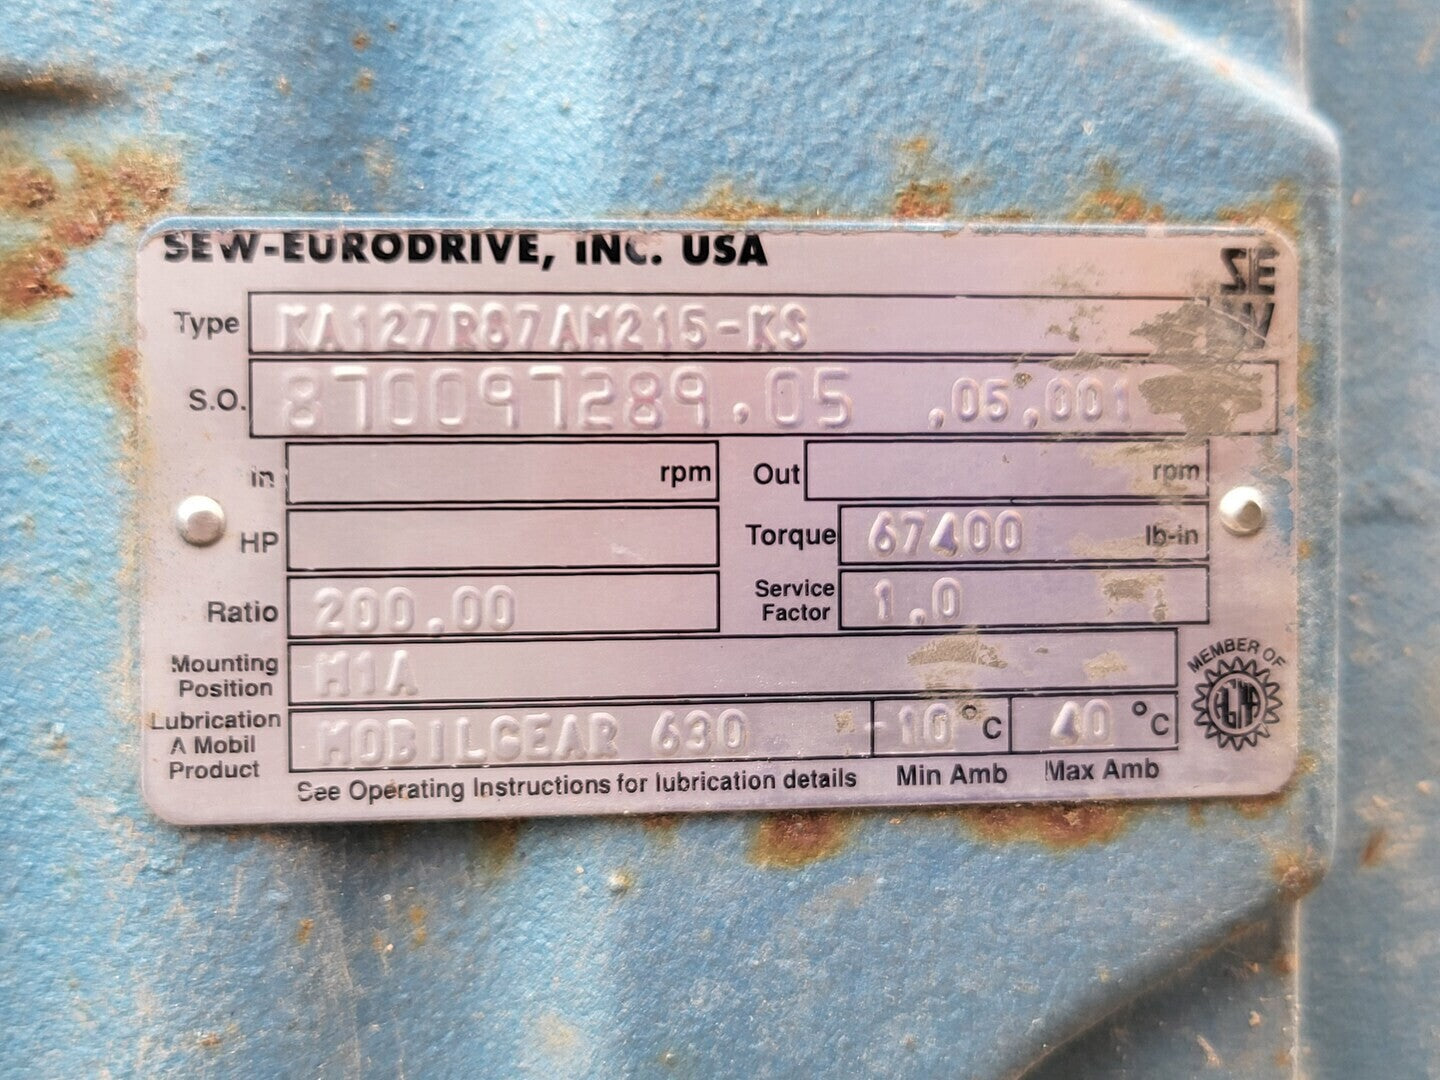 SEW-EURODRIVE, INC. USA
SEW
Type KA127R87AM215-KS
S.O. 870097289.05 .05.001
in rpm Out rpm
HP Torque 67400 lb-in
Ratio 200.00 Service Factor 1.0
Mounting Position M1A
MEMBER OF AGMA
Lubrication A Mobil Product MOBILGEAR 630 -10 °C 40 °C
See Operating Instructions for lubrication details Min Amb Max Amb